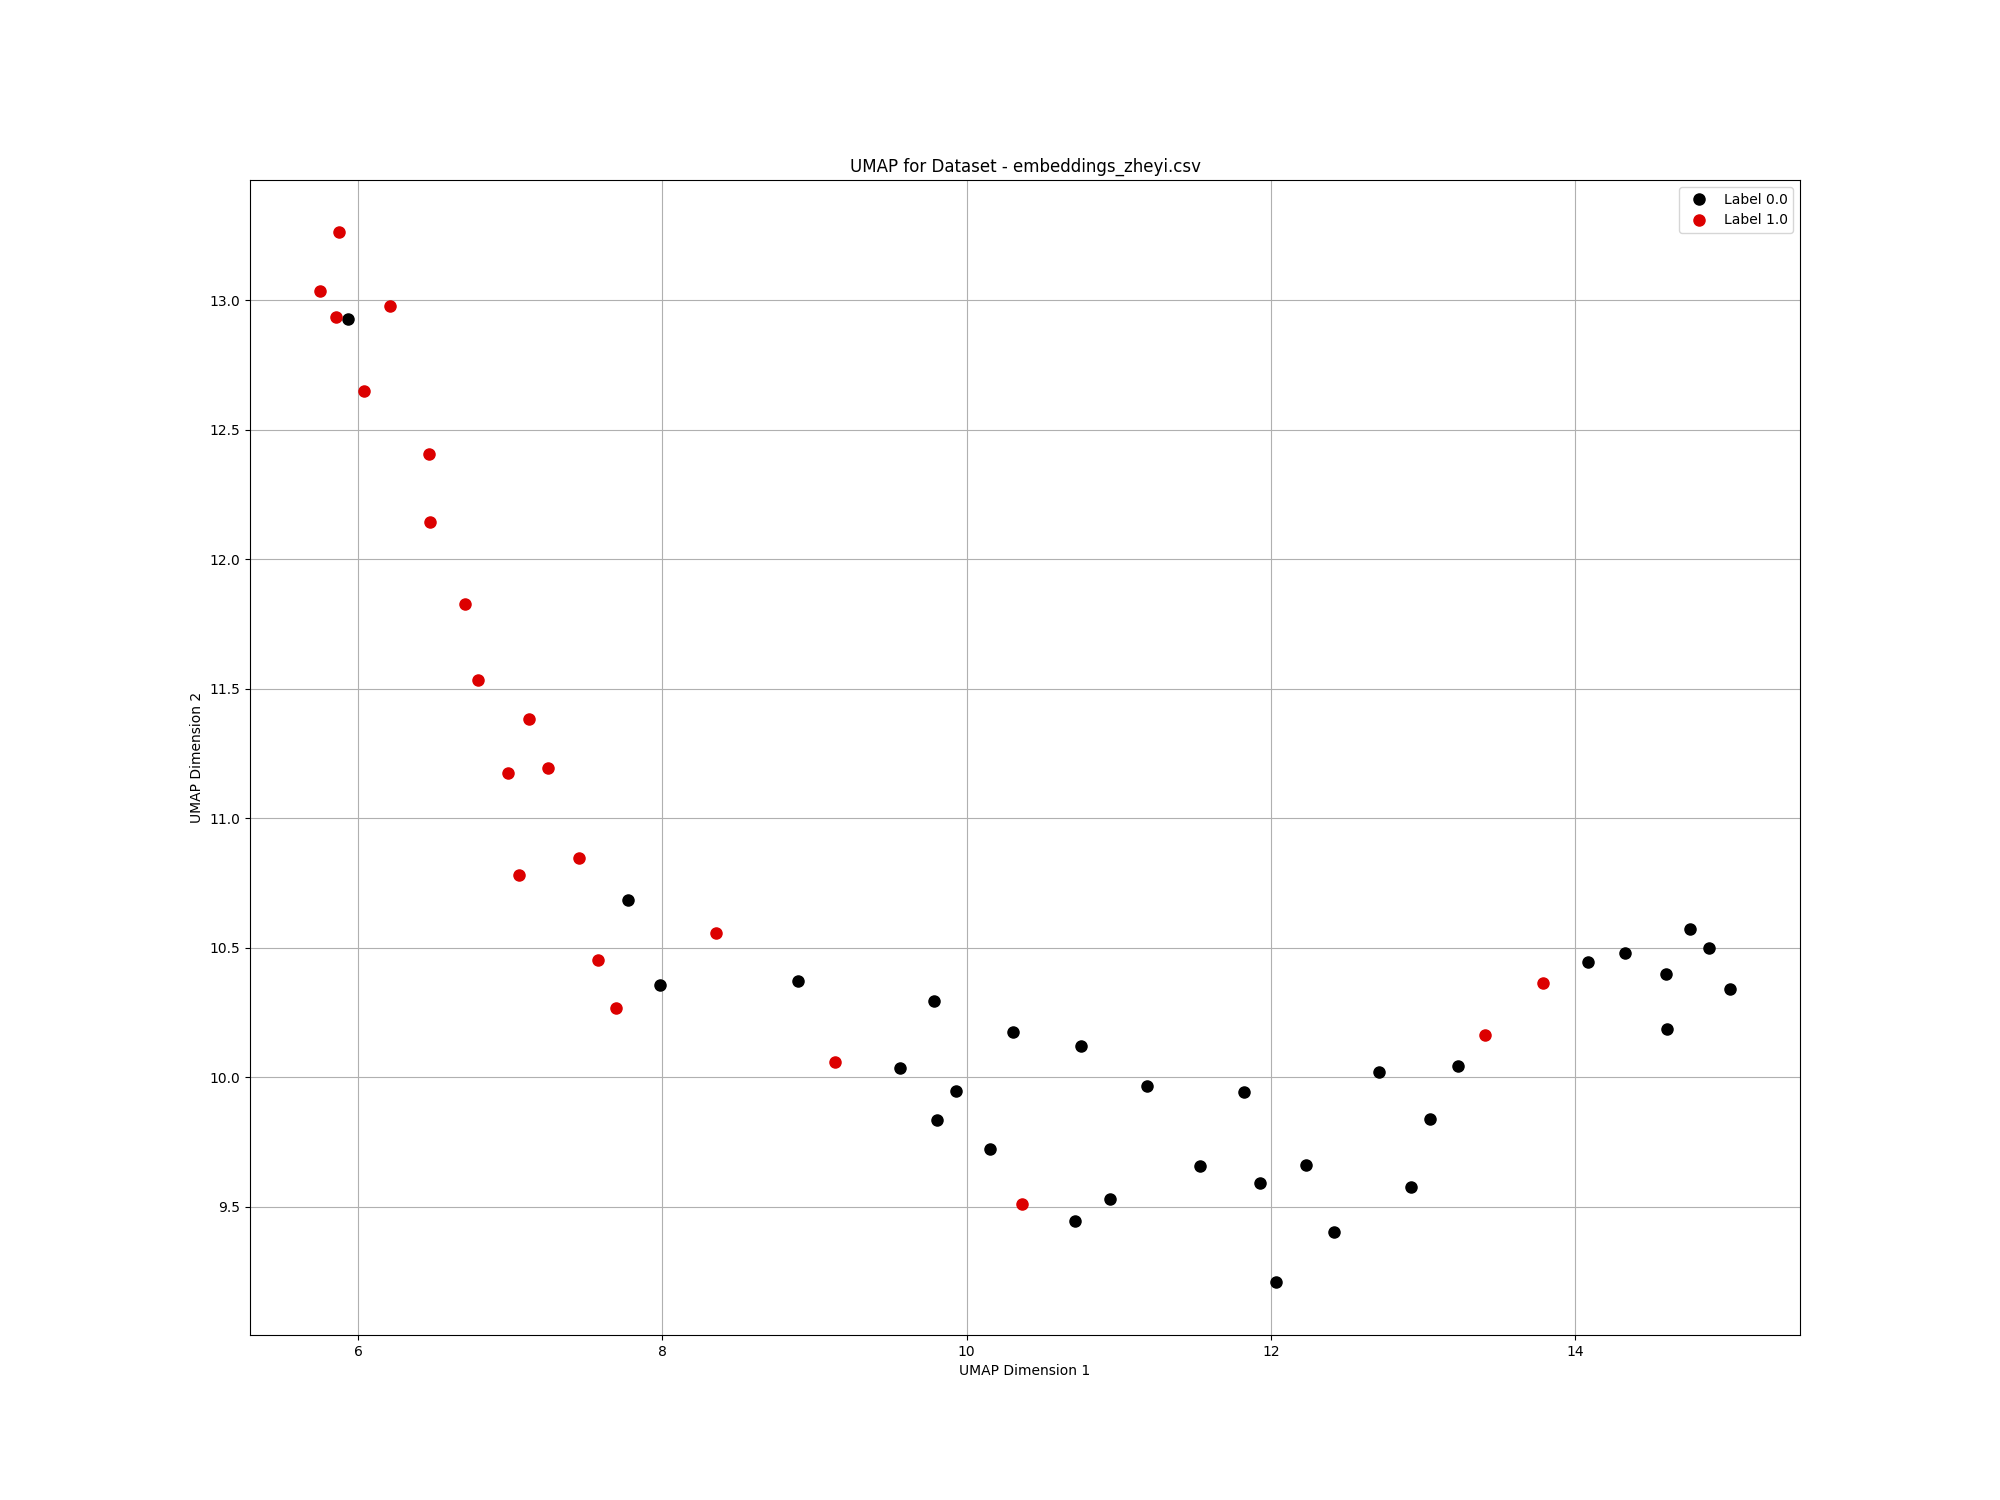 UMAP for Dataset - embeddings_zheyi.csv
Label 0.0
Label 1.0
13.0
12.5
12.0
11.5
11.0
10.5
10.0
9.5
UMAP Dimension 2
6 8 10 12 14
UMAP Dimension 1